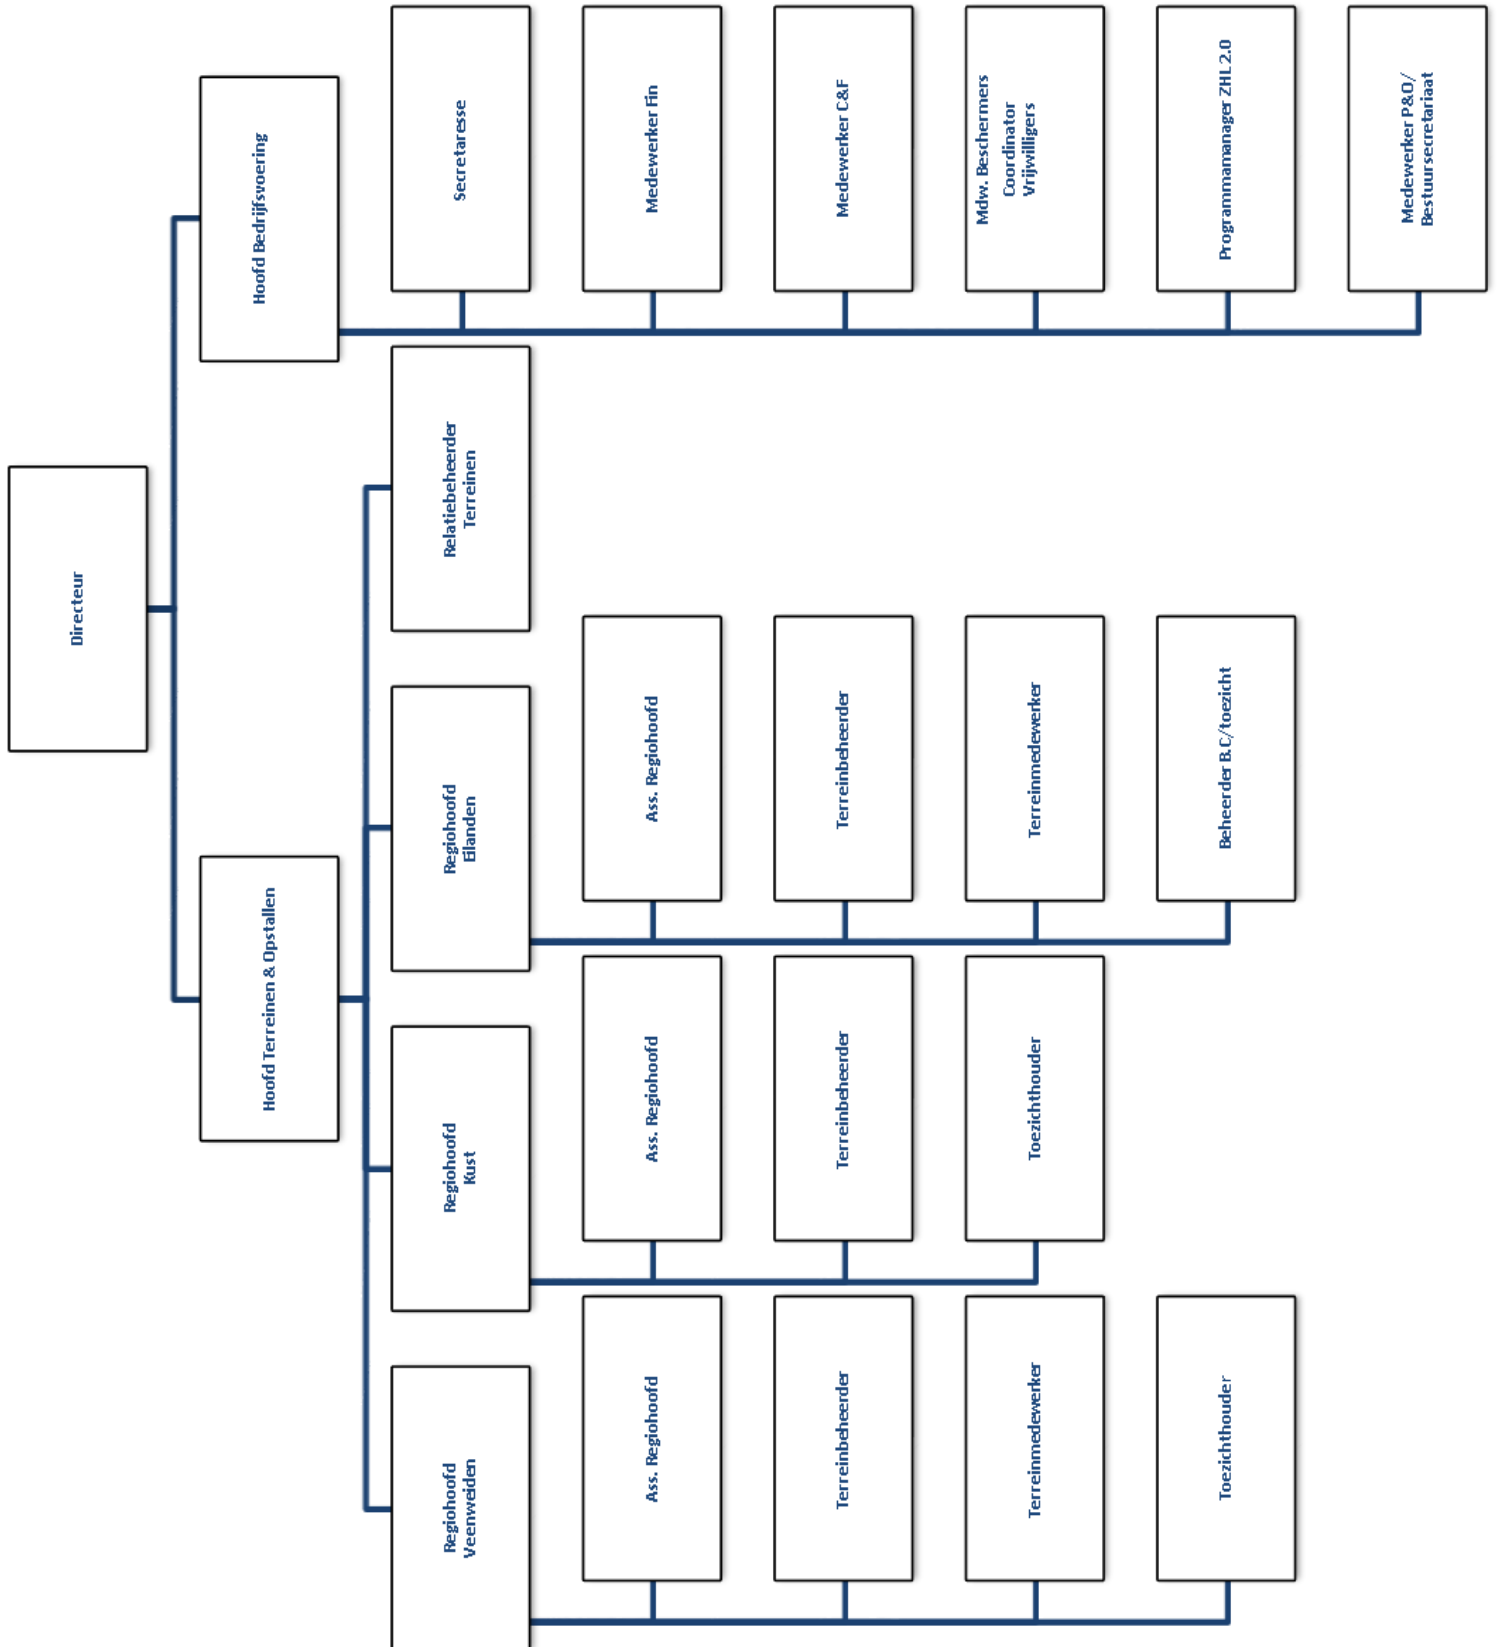 Directeur
Hoofd Terreinen & Opstallen
Hoofd Bedrijfsvoering
Regiohoofd
Veenweiden
Regiohoofd
Kust
Regiohoofd
Eilanden
Relatiebeheerder
Terreinen
Secretaresse
Ass. Regiohoofd
Ass. Regiohoofd
Ass. Regiohoofd
Medewerker Fin
Terreinbeheerder
Terreinbeheerder
Terreinbeheerder
Medewerker C&F
Terreinmedewerker
Toezichthouder
Terreinmedewerker
Mdw. Beschermers
Coordinator
Vrijwilligers
Toezichthouder
Beheerder B.C/toezicht
Programmamanager ZHL 2.0
Medewerker P&O/
Bestuursecretariaat